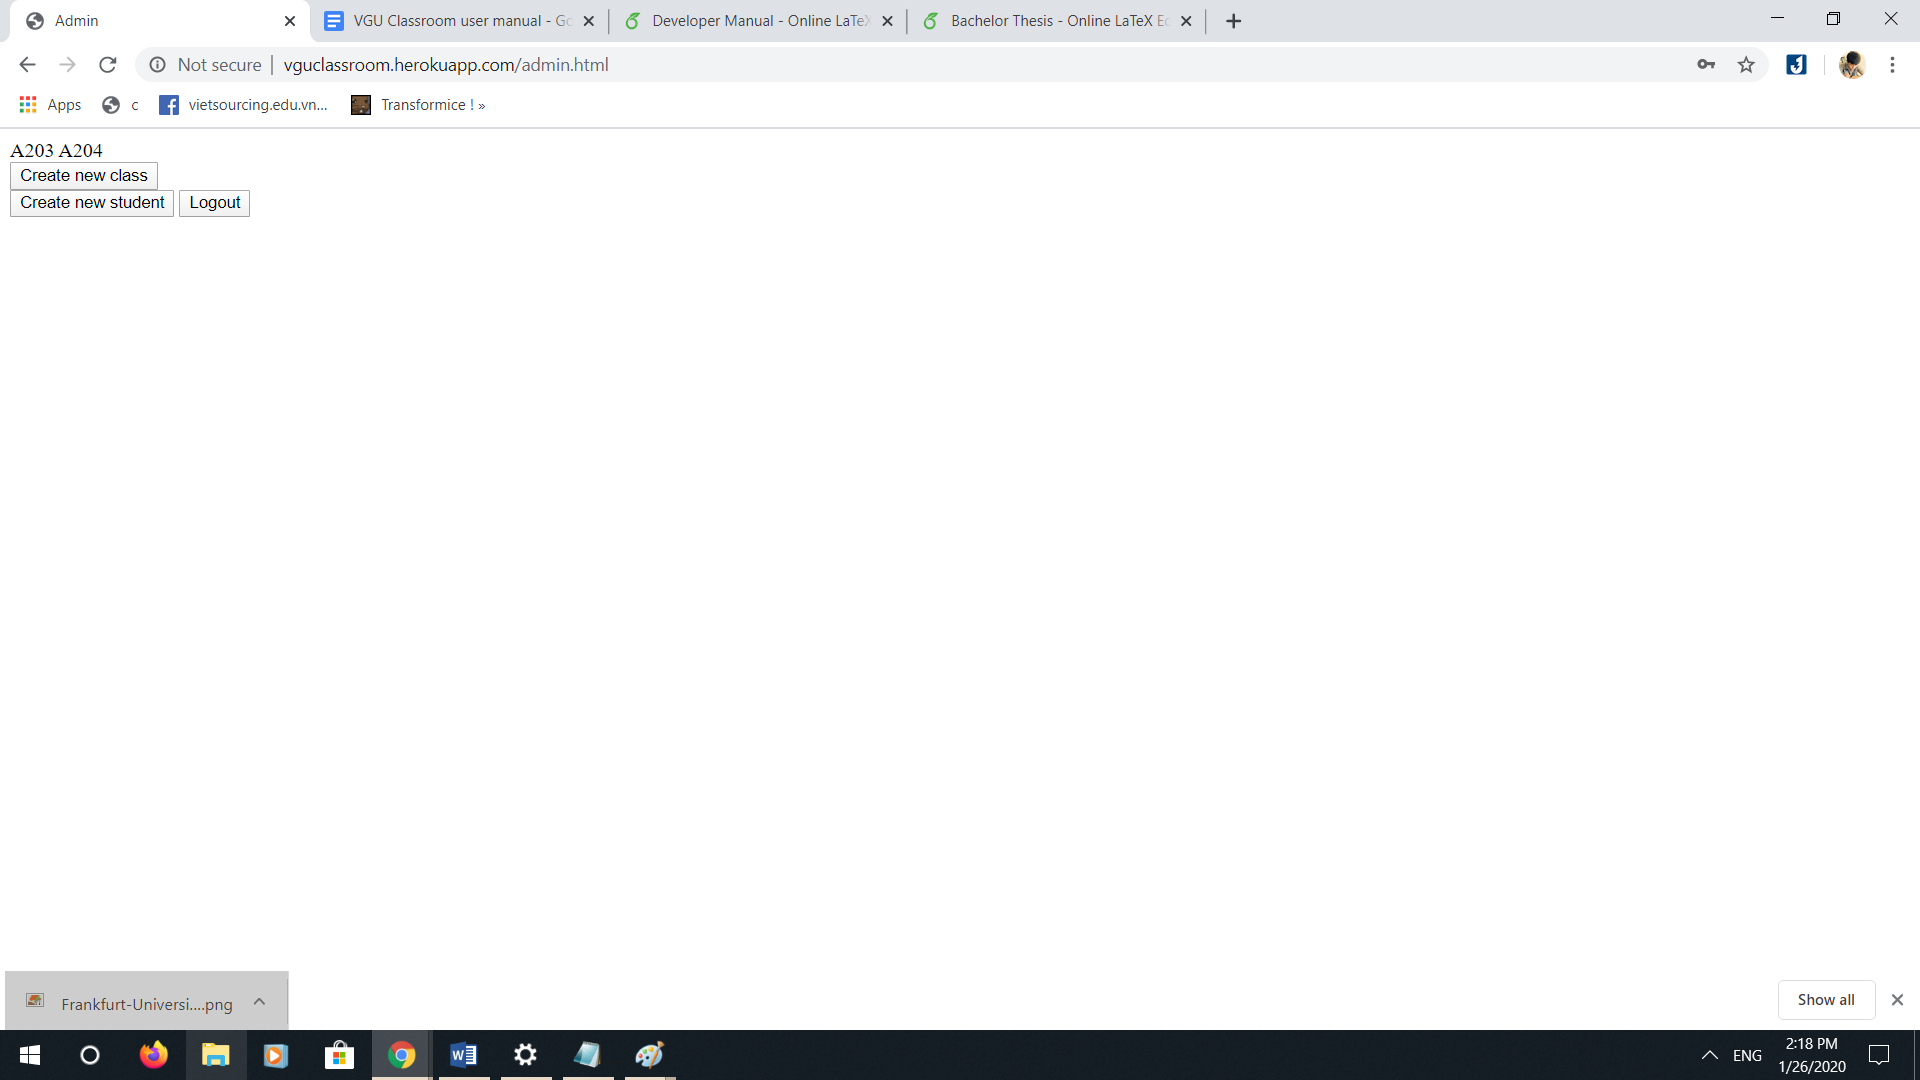 Admin
VGU Classroom user manual - Go
Developer Manual - Online LaTeX
Bachelor Thesis - Online LaTeX Ec
Not secure | vguclassroom.herokuapp.com/admin.html
Apps
c
vietsourcing.edu.vn...
Transformice ! »
A203 A204
Create new class
Create new student
Logout
Frankfurt-Universi....png
Show all
ENG
2:18 PM
1/26/2020